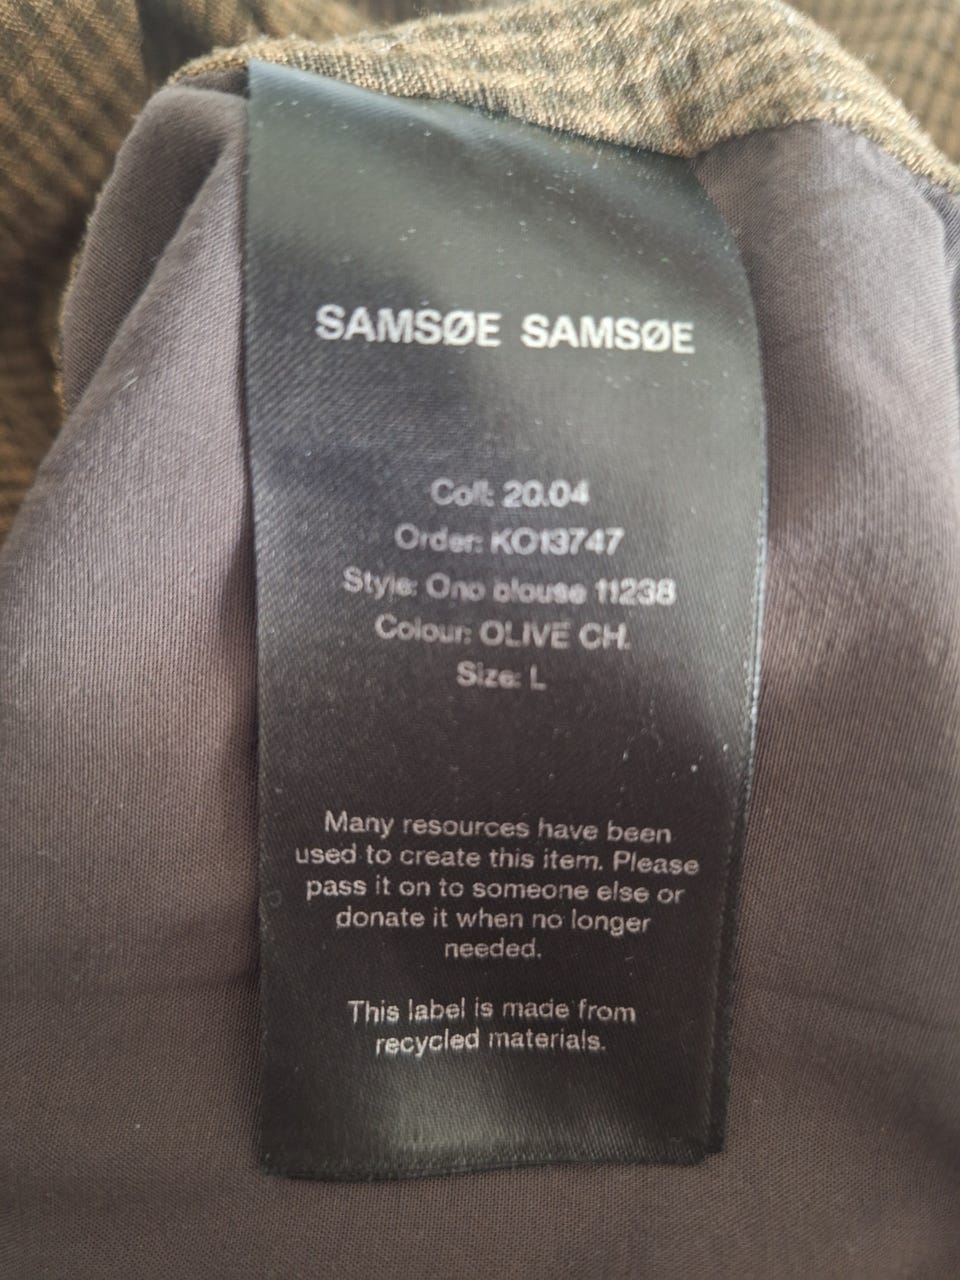 SAMSØE SAMSØE
Coll: 20.04
Order: KO13747
Style: Ono blouse 11238
Colour: OLIVE CH.
Size: L
Many resources have been
used to create this item. Please
pass it on to someone else or
donate it when no longer
needed.
This label is made from
recycled materials.